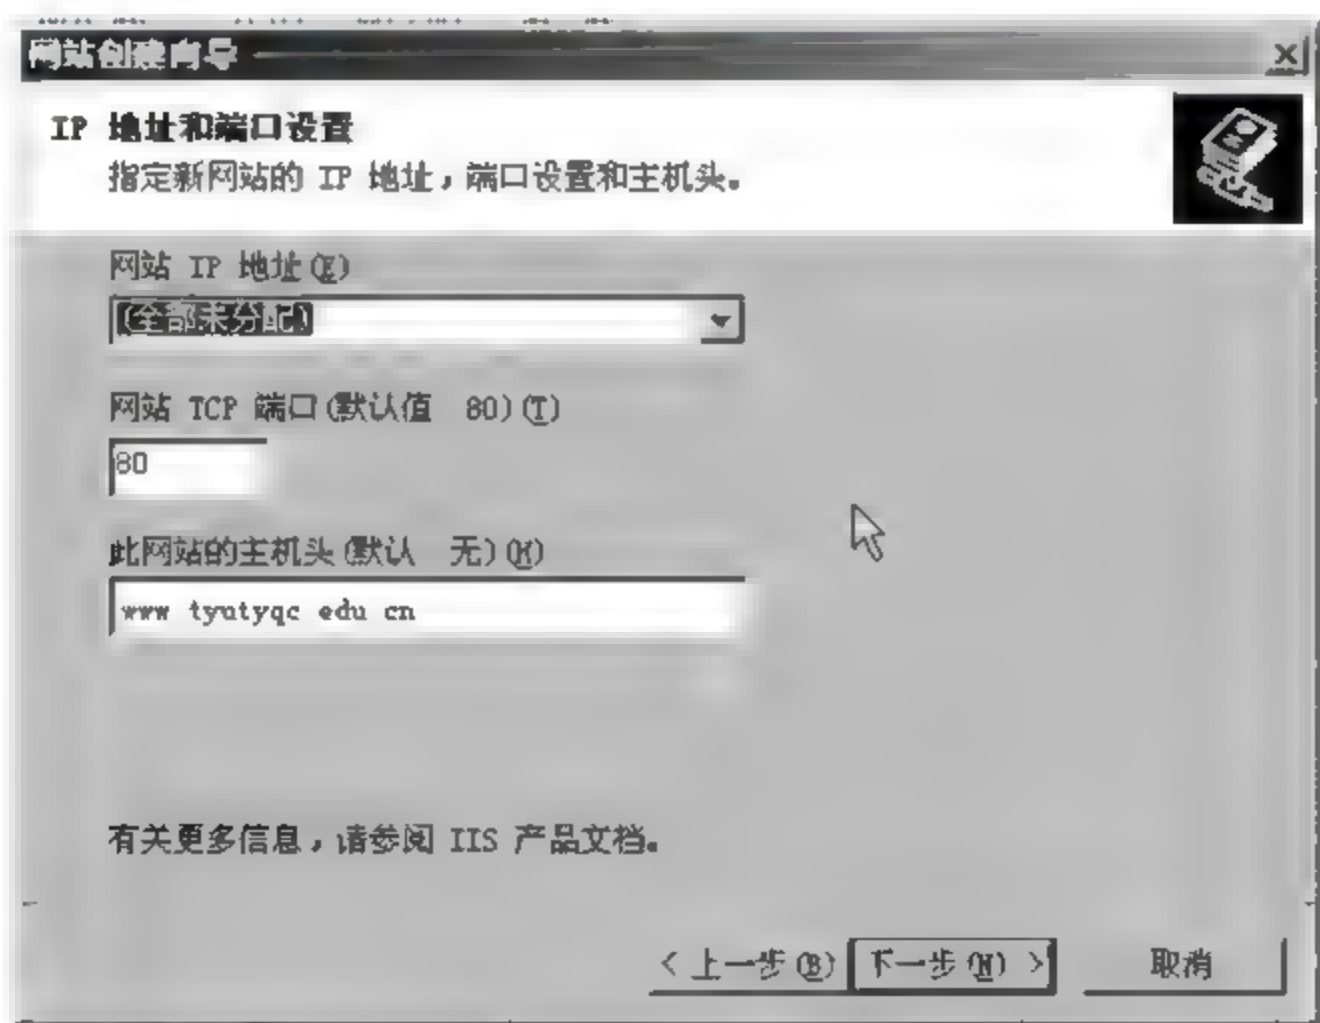 网站创建向导
IP 地址和端口设置
指定新网站的 IP 地址，端口设置和主机头。
网站 IP 地址(E)
(全部未分配)
网站 TCP 端口(默认值 80)(T)
80
此网站的主机头(默认 无)(H)
www tyutyqc edu cn
有关更多信息，请参阅 IIS 产品文档。
< 上一步(B) 下一步(N) > 取消